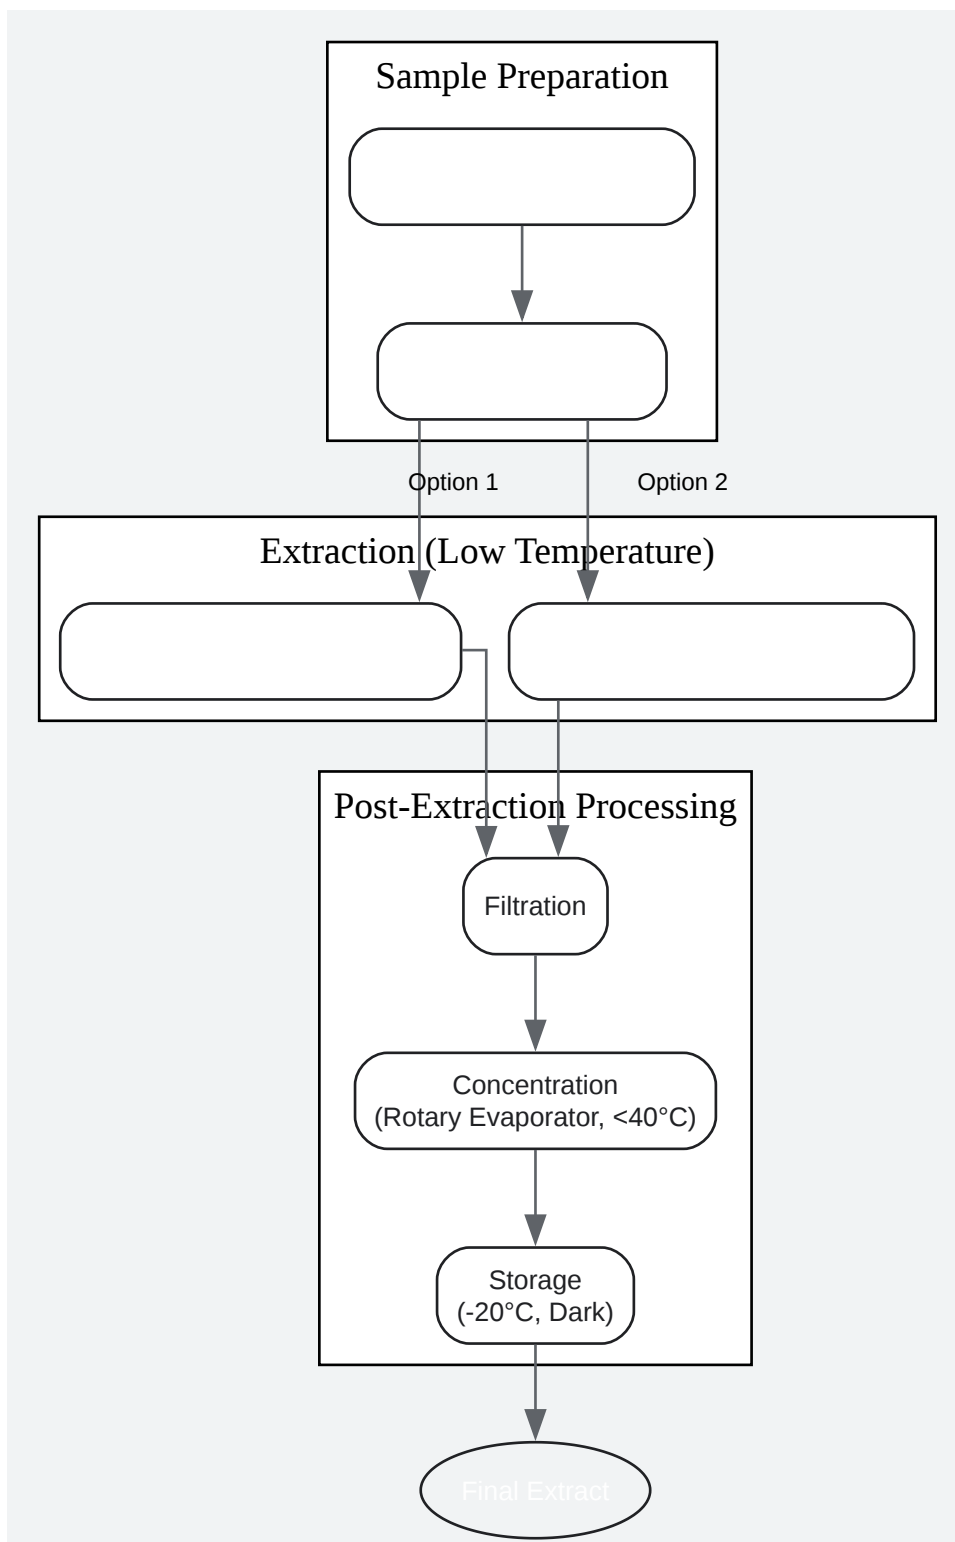 Sample Preparation
Option 1
Option 2
Extraction (Low Temperature)
Post-Extraction Processing
Filtration
Concentration
(Rotary Evaporator, <40°C)
Storage
(-20°C, Dark)
Final Extract